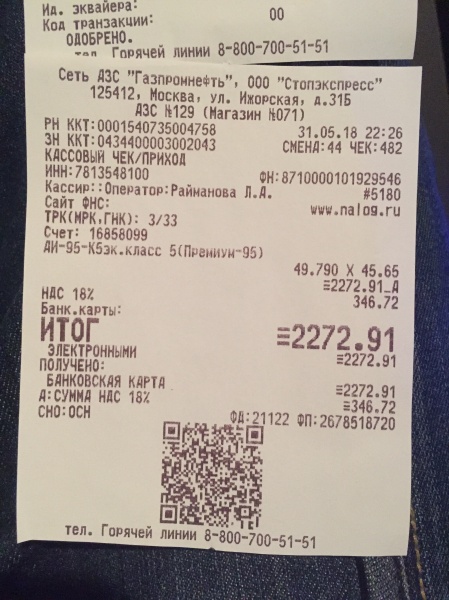 Ид. эквайера:
Код транзакции: 00
ОДОБРЕНО.
тел. Горячей линии 8-800-700-51-51
Сеть АЗС "Газпромнефть", ООО "Стопэкспресс"
125412, Москва, ул. Ижорская, д.31Б
АЗС №129 (Магазин №071)
РН ККТ:0001540735004758 31.05.18 22:26
ЗН ККТ:0434400003002043 СМЕНА:44 ЧЕК:482
КАССОВЫЙ ЧЕК/ПРИХОД
ИНН:7813548100 ФН:8710000101929546
Кассир::Оператор:Райманова Л.А. #5180
Сайт ФНС: www.nalog.ru
ТРК(МРК,ГНК): 3/33
Счет: 16858099
АИ-95-К5эк.класс 5(Премиум-95)
49.790 X 45.65
≡2272.91_А
НДС 18% 346.72
Банк.карты:
ИТОГ ≡2272.91
ЭЛЕКТРОННЫМИ ≡2272.91
ПОЛУЧЕНО:
БАНКОВСКАЯ КАРТА ≡2272.91
А:СУММА НДС 18% ≡346.72
СНО:ОСН ФД:21122 ФП:2678518720
тел. Горячей линии 8-800-700-51-51